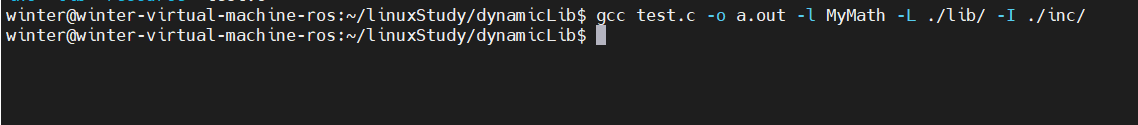 winter@winter-virtual-machine-ros:~/linuxStudy/dynamicLib$ gcc test.c -o a.out -l MyMath -L ./lib/ -I ./inc/
winter@winter-virtual-machine-ros:~/linuxStudy/dynamicLib$